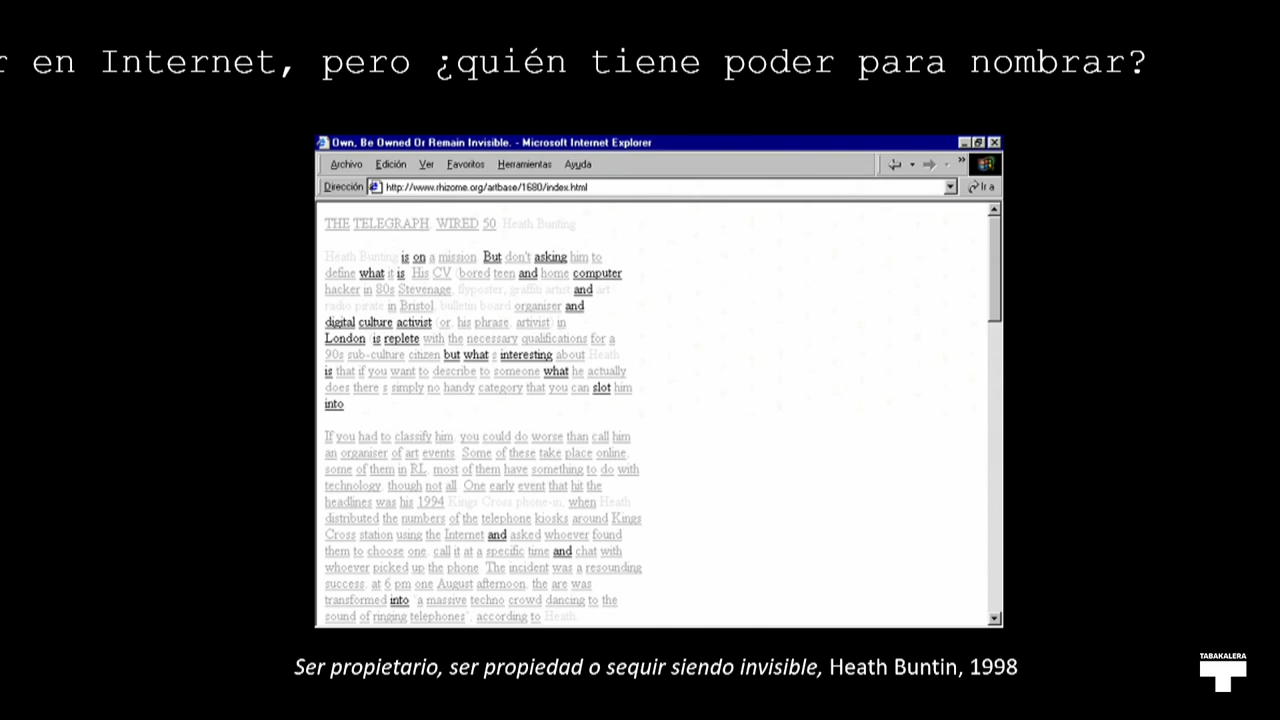 r en Internet, pero ¿quién tiene poder para nombrar?
Own, Be Owned Or Remain Invisible. - Microsoft Internet Explorer
Archivo Edición Ver Favoritos Herramientas Ayuda »
Dirección http://www.rhizome.org/artbase/1680/index.html Ir a
THE TELEGRAPH, WIRED 50 Heath Bunting
Heath Bunting is on a mission. But don't asking him to
define what it is. His CV (bored teen and home computer
hacker in 80s Stevenage, flyposter, graffiti artist and art
radio pirate in Bristol, bulletin board organiser and
digital culture activist (or, his phrase, artivist) in
London) is replete with the necessary qualifications for a
90s sub-culture citizen but what s interesting about Heath
is that if you want to describe to someone what he actually
does there s simply no handy category that you can slot him
into.
If you had to classify him, you could do worse than call him
an organiser of art events. Some of these take place online,
some of them in RL, most of them have something to do with
technology, though not all. One early event that hit the
headlines was his 1994 Kings Cross phone-in, when Heath
distributed the numbers of the telephone kiosks around Kings
Cross station using the Internet and asked whoever found
them to choose one, call it at a specific time and chat with
whoever picked up the phone. The incident was a resounding
success, at 6 pm one August afternoon, the are was
transformed into `a massive techno crowd dancing to the
sound of ringing telephones`, according to Heath.
Ser propietario, ser propiedad o sequir siendo invisible, Heath Buntin, 1998
TABAKALERA